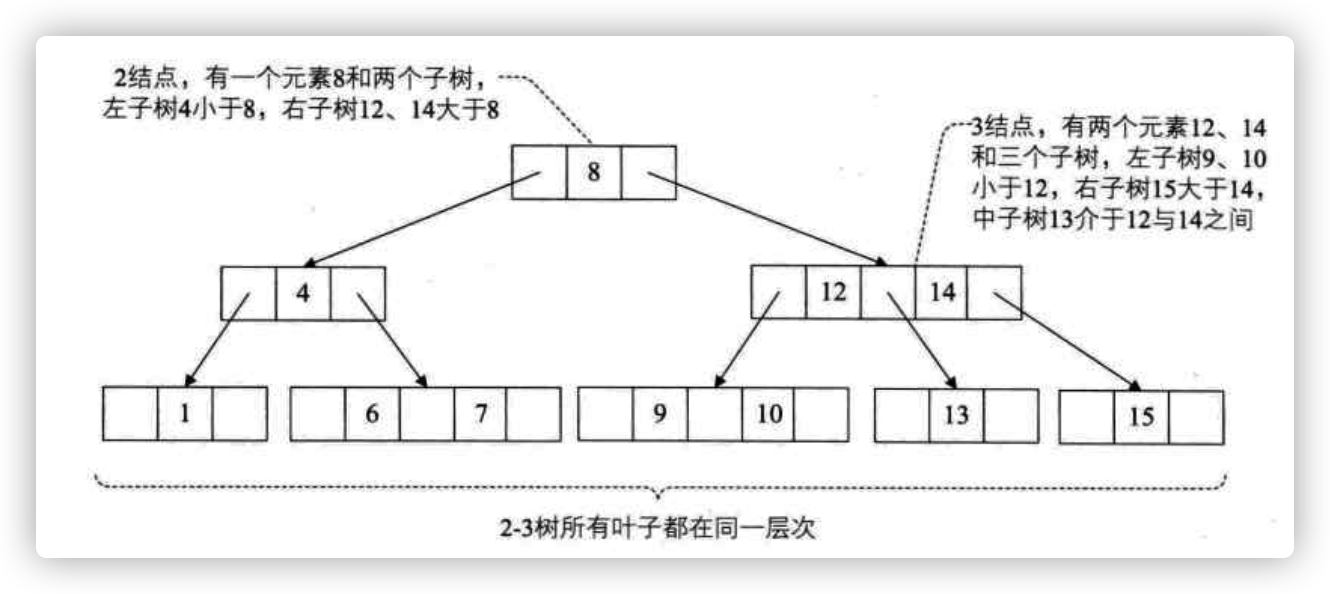 2结点，有一个元素8和两个子树，
左子树4小于8，右子树12、14大于8
3结点，有两个元素12、14
和三个子树，左子树9、10
小于12，右子树15大于14，
中子树13介于12与14之间
8
4
12 14
1
6 7
9 10
13
15
2-3树所有叶子都在同一层次